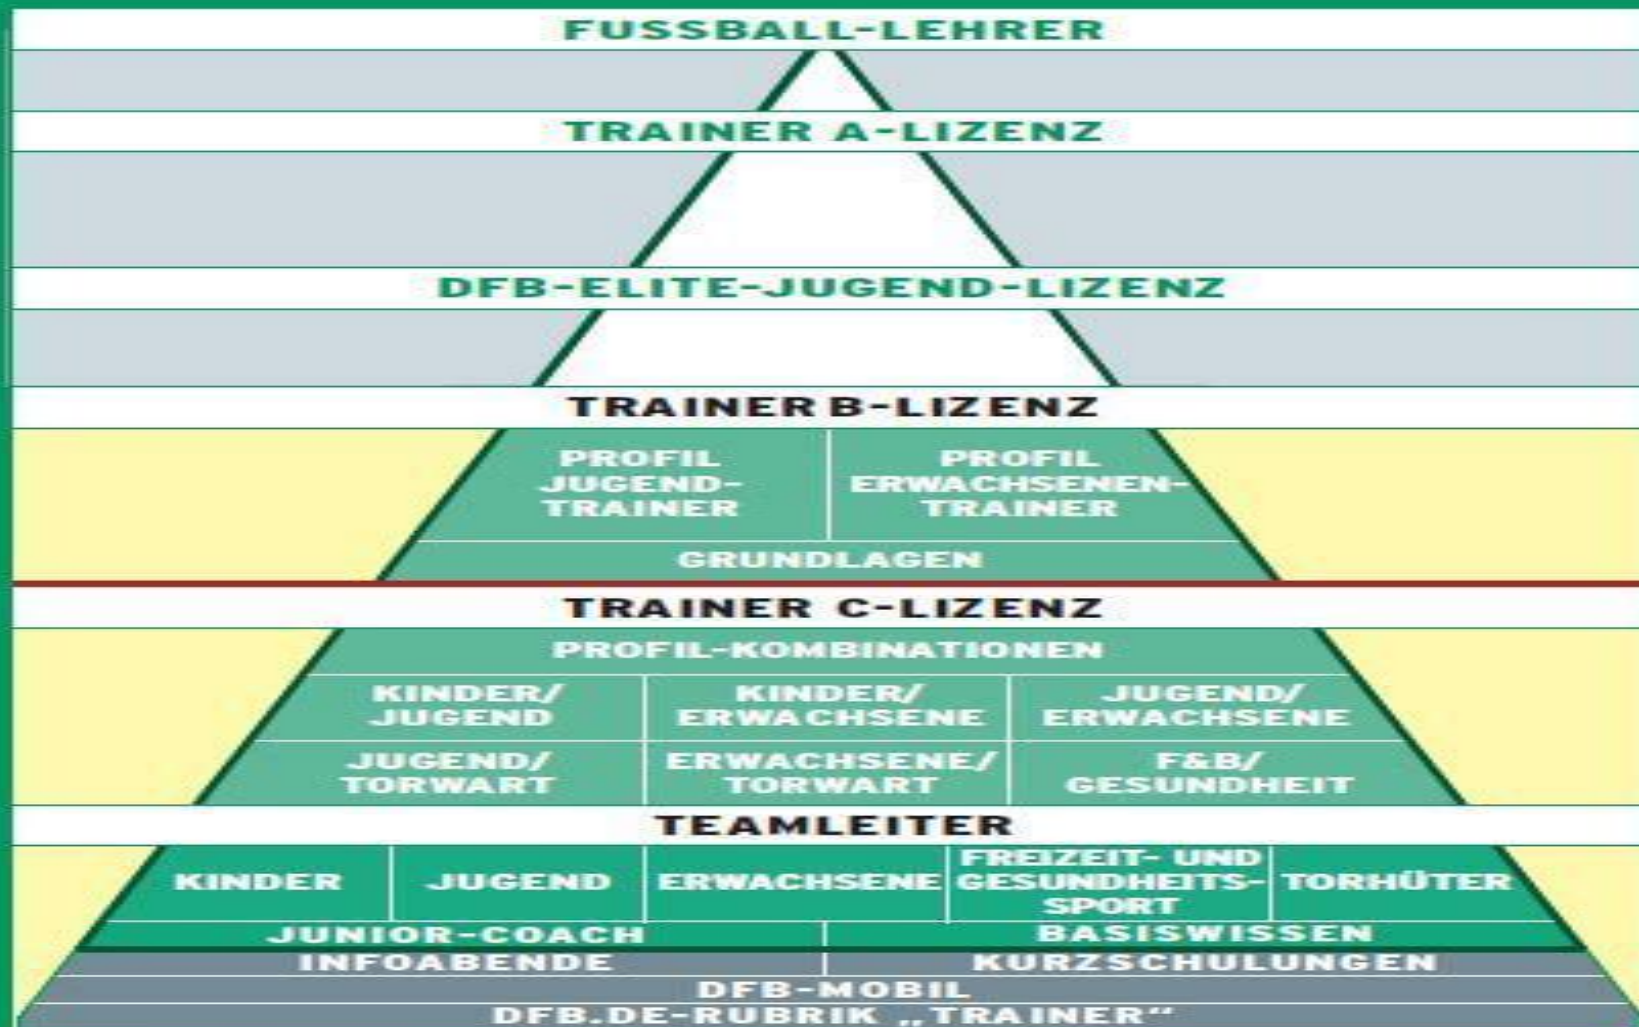 FUSSBALL-LEHRER
TRAINER A-LIZENZ
DFB-ELITE-JUGEND-LIZENZ
TRAINER B-LIZENZ
PROFIL
JUGEND-
TRAINER
PROFIL
ERWACHSENEN-
TRAINER
GRUNDLAGEN
TRAINER C-LIZENZ
PROFIL-KOMBINATIONEN
KINDER/
JUGEND
KINDER/
ERWACHSENE
JUGEND/
ERWACHSENE
JUGEND/
TORWART
ERWACHSENE/
TORWART
F&B/
GESUNDHEIT
TEAMLEITER
KINDER
JUGEND
ERWACHSENE
FREIZEIT- UND
GESUNDHEITS-
SPORT
TORHÜTER
JUNIOR-COACH
BASISWISSEN
INFOABENDE
KURZSCHULUNGEN
DFB-MOBIL
DFB.DE-RUBRIK „TRAINER“